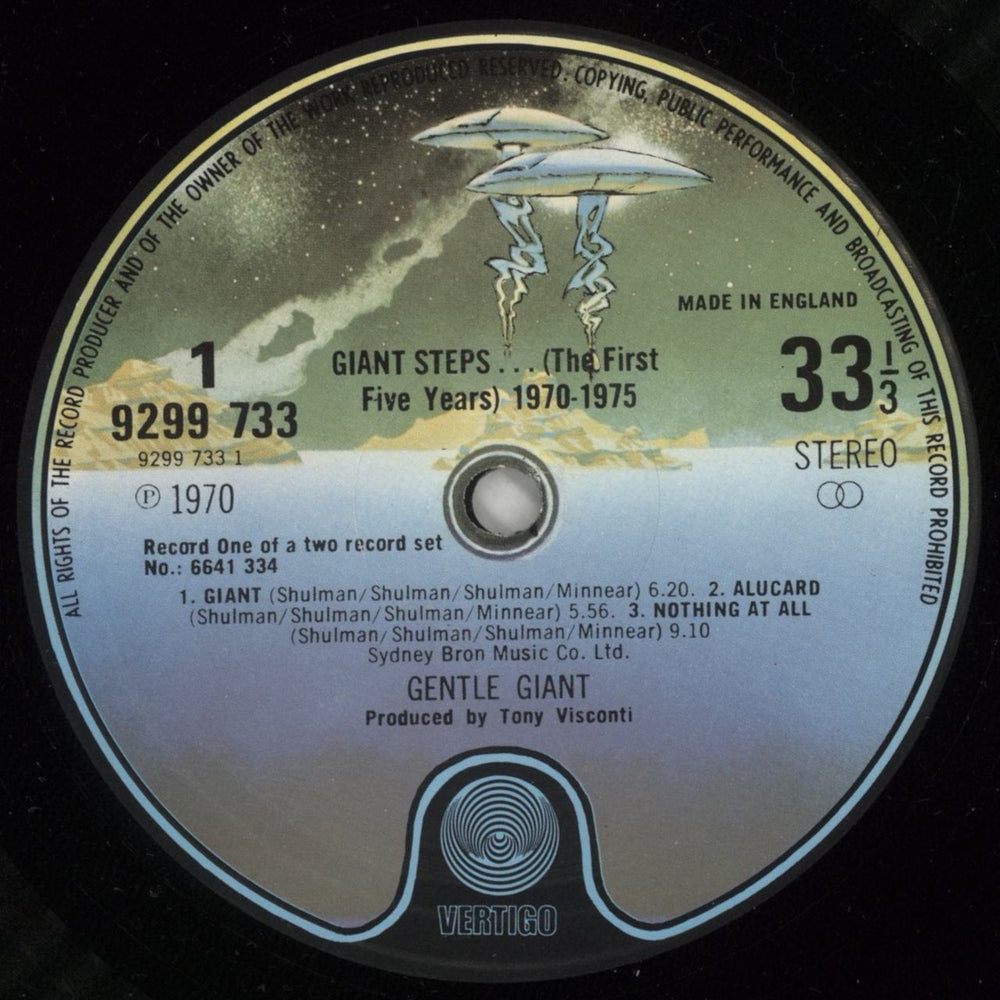 ALL RIGHTS OF THE RECORD PRODUCER AND OF THE OWNER OF THE WORK REPRODUCED RESERVED. COPYING, PUBLIC PERFORMANCE AND BROADCASTING OF THIS RECORD PROHIBITED
MADE IN ENGLAND
1
9299 733
9299 733 1
Ⓟ 1970
GIANT STEPS . . . (The First
Five Years) 1970-1975
33 1/3
STEREO
Record One of a two record set
No.: 6641 334
1. GIANT (Shulman/Shulman/Shulman/Minnear) 6.20. 2. ALUCARD
(Shulman/Shulman/Shulman/Minnear) 5.56. 3. NOTHING AT ALL
(Shulman/Shulman/Shulman/Minnear) 9.10
Sydney Bron Music Co. Ltd.
GENTLE GIANT
Produced by Tony Visconti
VERTIGO